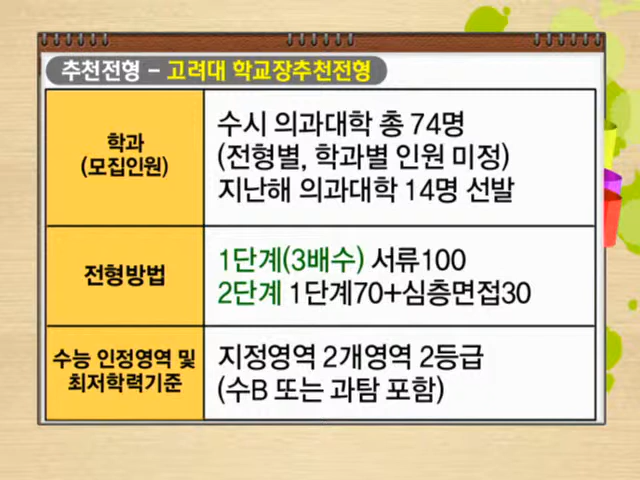 추천전형 – 고려대 학교장추천전형
학과
(모집인원)
수시 의과대학 총 74명
(전형별, 학과별 인원 미정)
지난해 의과대학 14명 선발
전형방법
1단계(3배수) 서류100
2단계 1단계70+심층면접30
수능 인정영역 및
최저학력기준
지정영역 2개영역 2등급
(수B 또는 과탐 포함)